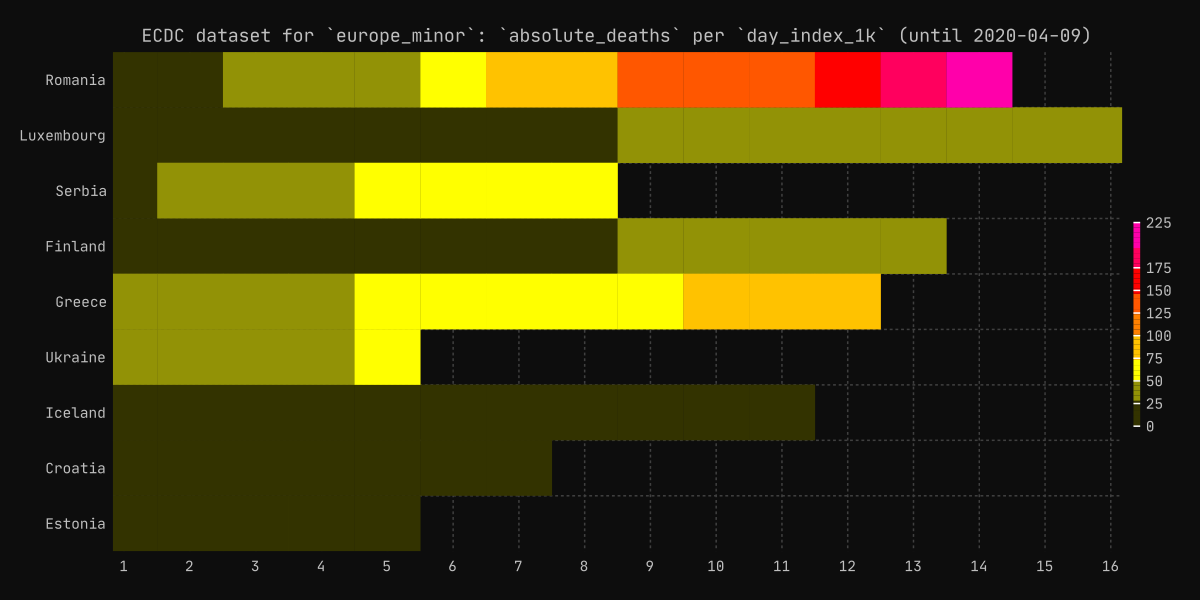 ECDC dataset for `europe_minor`: `absolute_deaths` per `day_index_1k` (until 2020-04-09)
Romania
Luxembourg
Serbia
Finland
Greece
Ukraine
Iceland
Croatia
Estonia
1 2 3 4 5 6 7 8 9 10 11 12 13 14 15 16
225
175
150
125
100
75
50
25
0